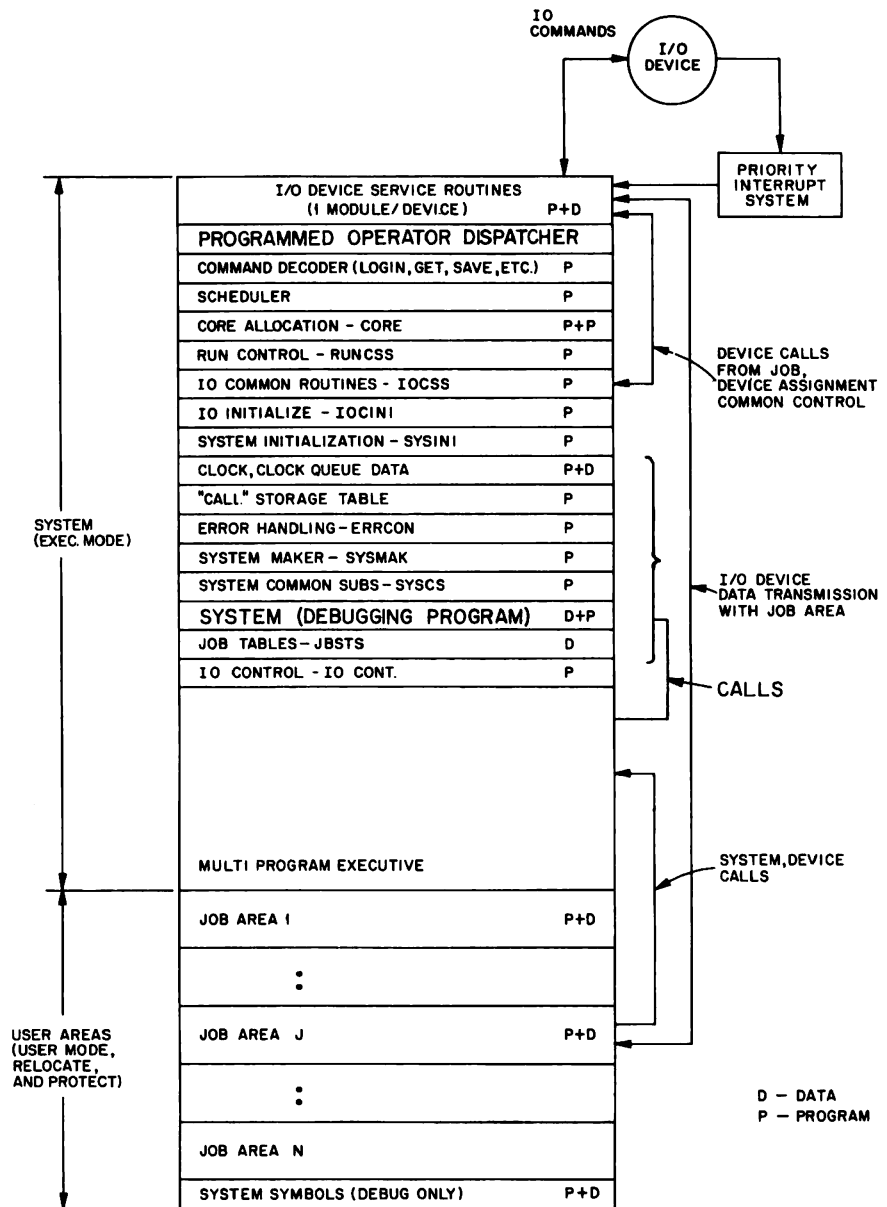 IO
COMMANDS
I/O
DEVICE
PRIORITY
INTERRUPT
SYSTEM
I/O DEVICE SERVICE ROUTINES
(1 MODULE/DEVICE) P+D
PROGRAMMED OPERATOR DISPATCHER
COMMAND DECODER (LOGIN, GET, SAVE, ETC.) P
SCHEDULER P
CORE ALLOCATION - CORE P+P
RUN CONTROL - RUNCSS P
IO COMMON ROUTINES - IOCSS P
IO INITIALIZE - IOCINI P
SYSTEM INITIALIZATION - SYSINI P
CLOCK, CLOCK QUEUE DATA P+D
"CALL" STORAGE TABLE P
ERROR HANDLING - ERRCON P
SYSTEM MAKER - SYSMAK P
SYSTEM COMMON SUBS - SYSCS P
SYSTEM (DEBUGGING PROGRAM) D+P
JOB TABLES - JBSTS D
IO CONTROL - IO CONT. P
MULTI PROGRAM EXECUTIVE
JOB AREA 1 P+D
:
JOB AREA J P+D
:
JOB AREA N
SYSTEM SYMBOLS (DEBUG ONLY) P+D
SYSTEM
(EXEC. MODE)
USER AREAS
(USER MODE,
RELOCATE,
AND PROTECT)
DEVICE CALLS
FROM JOB,
DEVICE ASSIGNMENT
COMMON CONTROL
I/O DEVICE
DATA TRANSMISSION
WITH JOB AREA
CALLS
SYSTEM, DEVICE
CALLS
D - DATA
P - PROGRAM